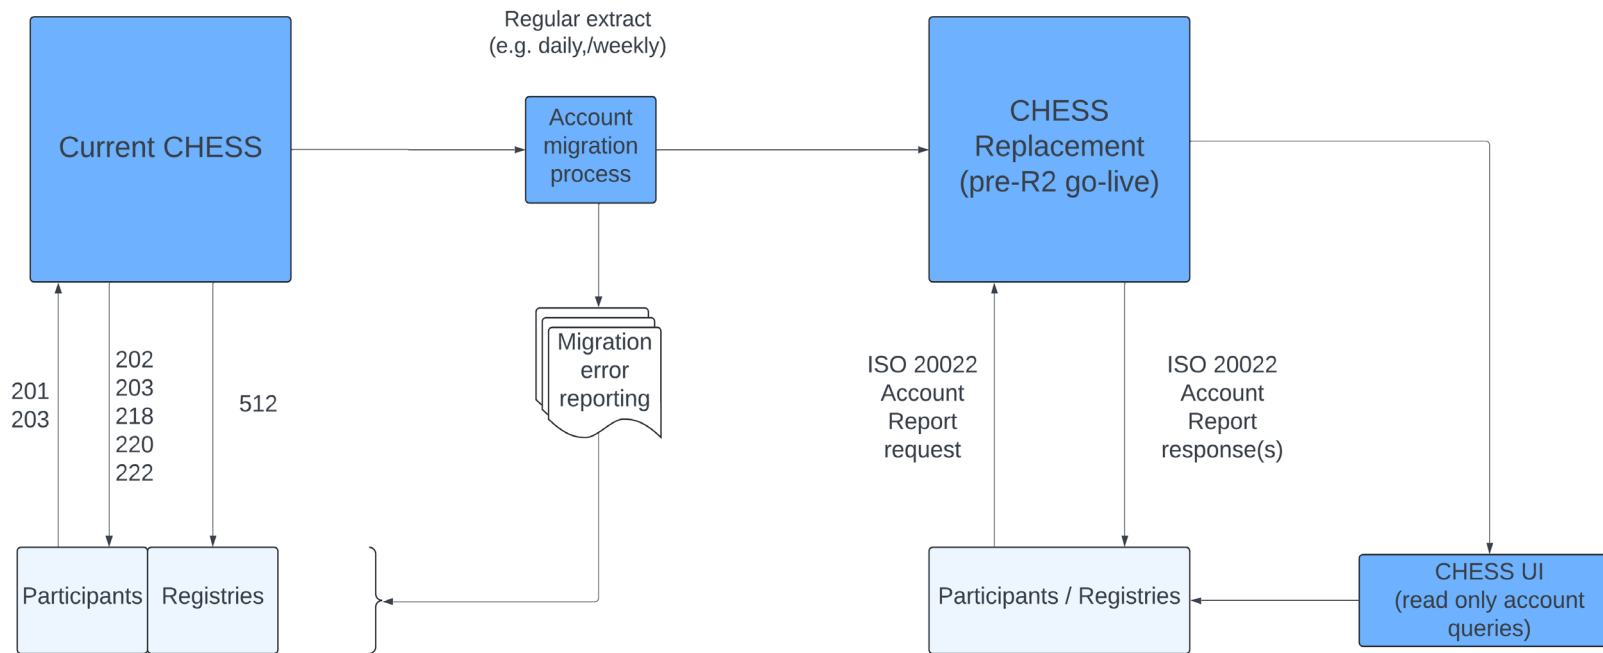 Regular extract
(e.g. daily,/weekly)
Current CHESS
Account
migration
process
CHESS
Replacement
(pre-R2 go-live)
201
203
202
203
218
220
222
512
Migration
error
reporting
ISO 20022
Account
Report
request
ISO 20022
Account
Report
response(s)
Participants
Registries
Participants / Registries
CHESS UI
(read only account
queries)